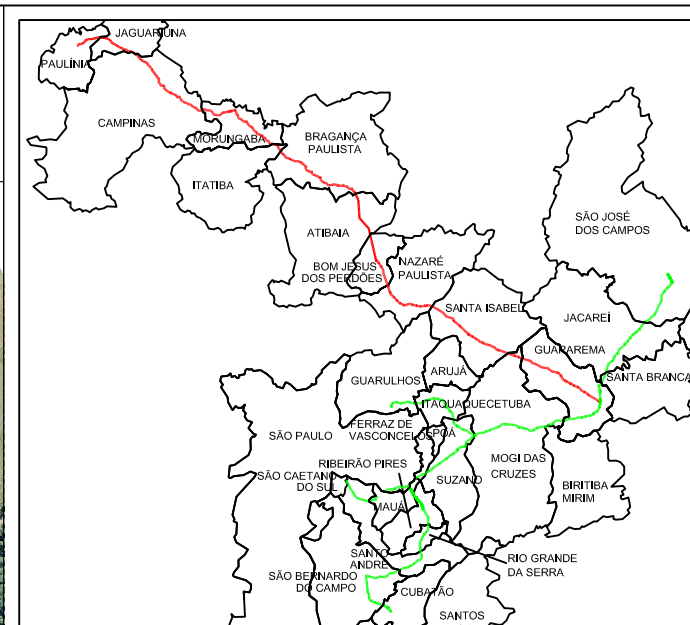 JAGUARIÚNA
PAULÍNIA
CAMPINAS
MORUNGABA
BRAGANÇA
PAULISTA
ITATIBA
ATIBAIA
BOM JESUS
DOS PERDÕES
NAZARÉ
PAULISTA
SÃO JOSÉ
DOS CAMPOS
SANTA ISABEL
JACAREÍ
GUARAREMA
SANTA BRANCA
GUARULHOS
ARUJÁ
ITAQUAQUECETUBA
FERRAZ DE
VASCONCELOS
POÁ
SÃO PAULO
MOGI DAS
CRUZES
RIBEIRÃO PIRES
SUZANO
SÃO CAETANO
DO SUL
BIRITIBA
MIRIM
MAUÁ
SANTO
ANDRÉ
RIO GRANDE
DA SERRA
SÃO BERNARDO
DO CAMPO
CUBATÃO
SANTOS